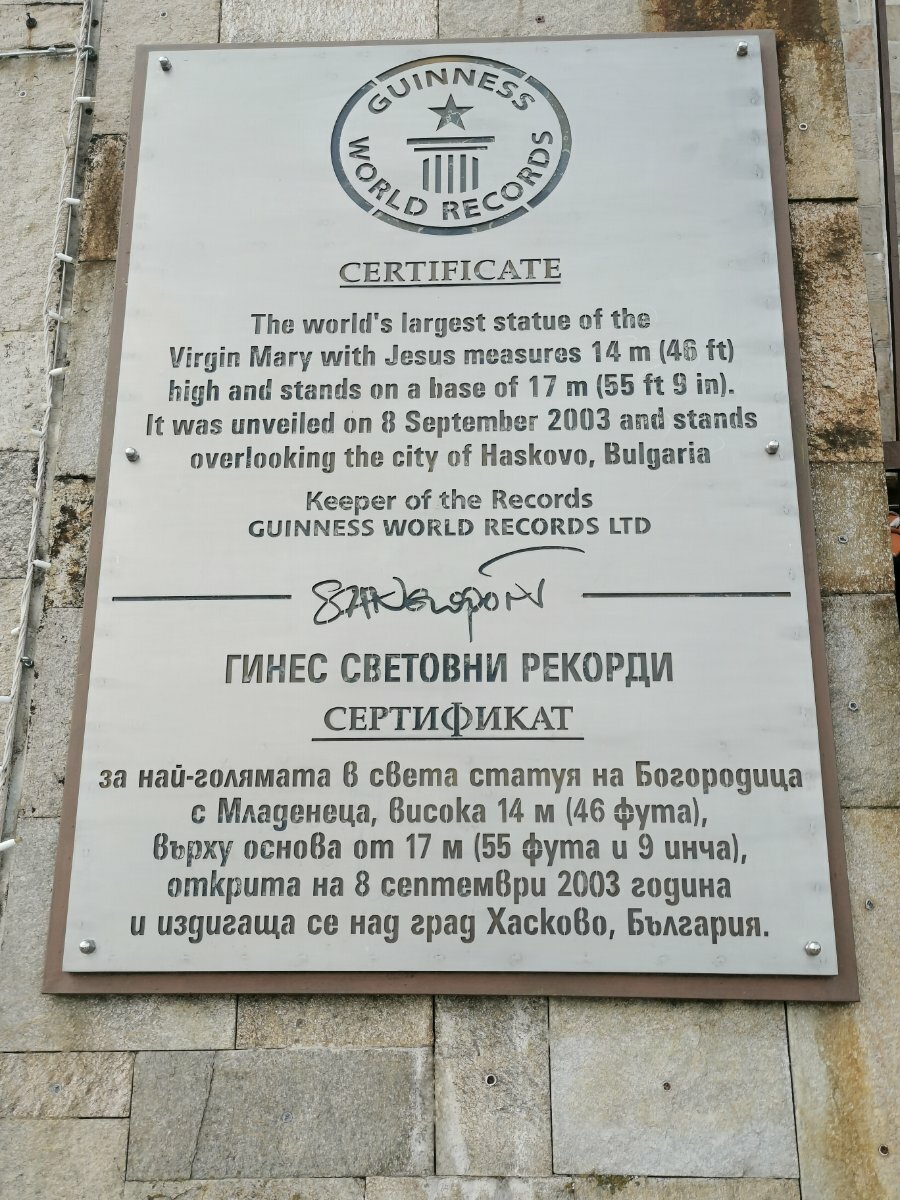 GUINNESS
WORLD RECORDS
CERTIFICATE
The world's largest statue of the
Virgin Mary with Jesus measures 14 m (46 ft)
high and stands on a base of 17 m (55 ft 9 in).
It was unveiled on 8 September 2003 and stands
overlooking the city of Haskovo, Bulgaria
Keeper of the Records
GUINNESS WORLD RECORDS LTD
ГИНЕС СВЕТОВНИ РЕКОРДИ
СЕРТИФИКАТ
за най-голямата в света статуя на Богородица
с Младенеца, висока 14 м (46 фута),
върху основа от 17 м (55 фута и 9 инча),
открита на 8 септември 2003 година
и издигаща се над град Хасково, България.